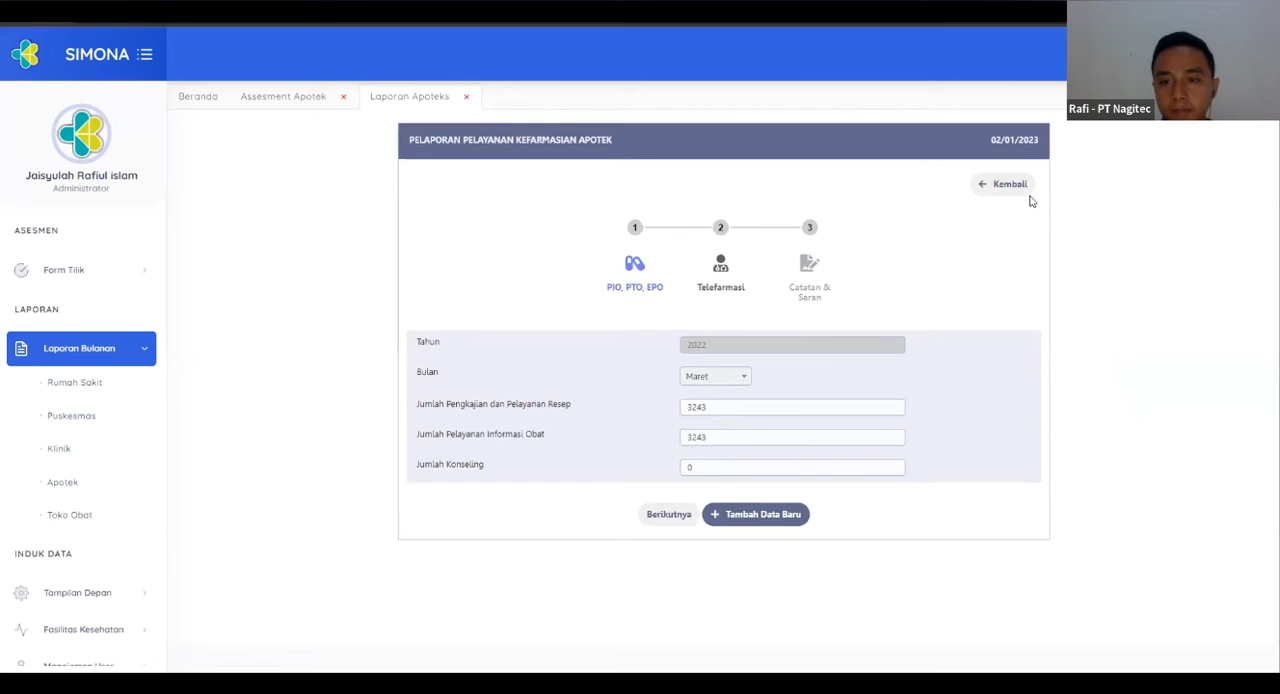 SIMONA
Rafi - PT Nagitec
Beranda
Assesment Apotek
Laporan Apoteks
PELAPORAN PELAYANAN KEFARMASIAN APOTEK
02/01/2023
Kembali
Jaisyulah Rafiul islam
Administrator
ASESMEN
Form Tilik
LAPORAN
Laporan Bulanan
Rumah Sakit
Puskesmas
Klinik
Apotek
Toko Obat
INDUK DATA
Tampilan Depan
Fasilitas Kesehatan
Manajemen User
1 2 3
PIO, PTO, EPO
Telefarmasi
Catatan &
Saran
Tahun 2022
Bulan Maret
Jumlah Pengkajian dan Pelayanan Resep 3243
Jumlah Pelayanan Informasi Obat 3243
Jumlah Konseling 0
Berikutnya
+ Tambah Data Baru